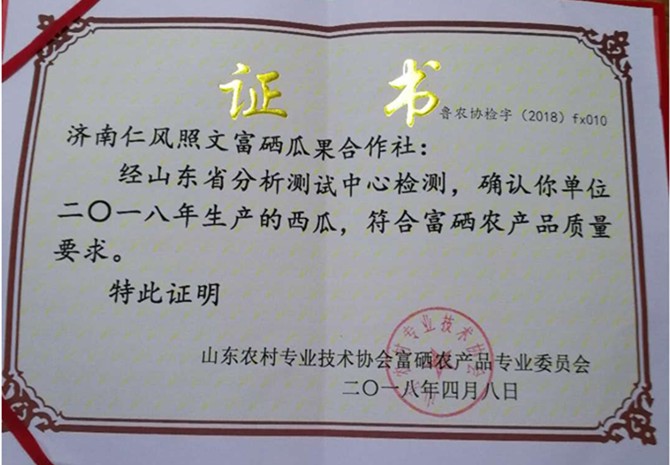 证 书
鲁农协检字（2018）fx010
济南仁风照文富硒瓜果合作社：
经山东省分析测试中心检测，确认你单位
二〇一八年生产的西瓜，符合富硒农产品质量
要求。
特此证明
山东农村专业技术协会富硒农产品专业委员会
二〇一八年四月八日